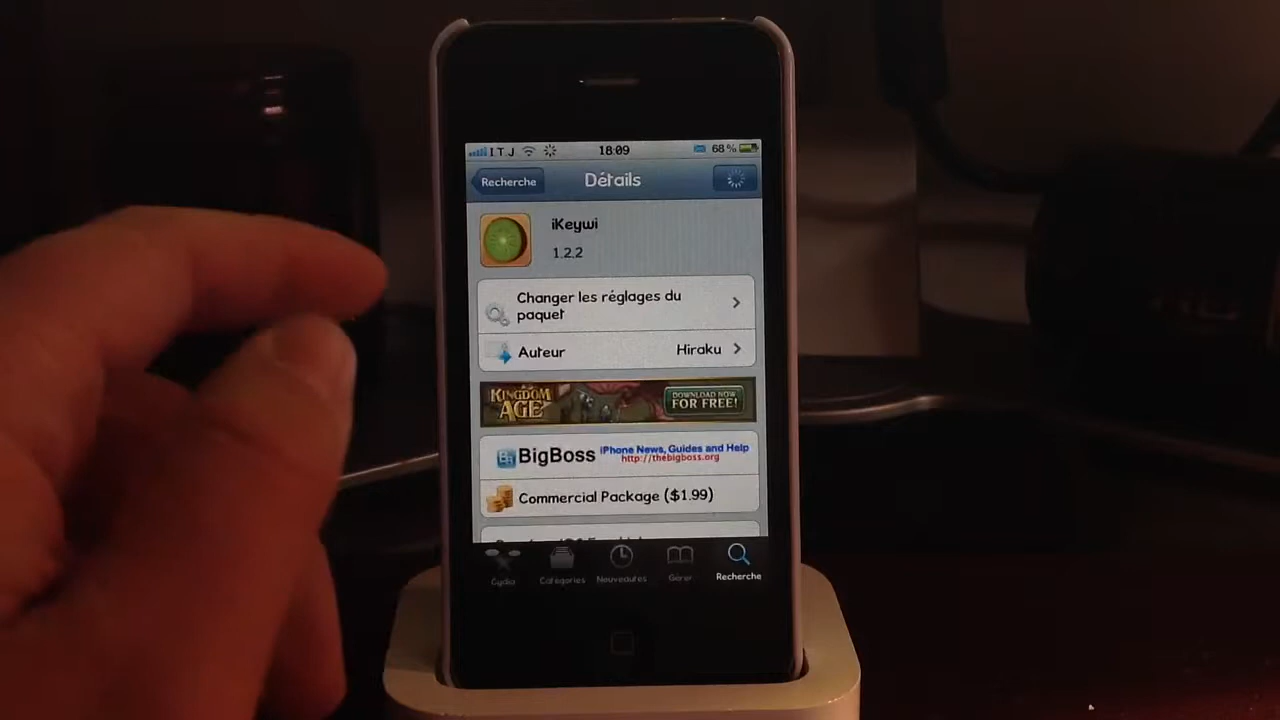 I T J 18:09 68%
Recherche Détails
iKeywi
1.2.2
Changer les réglages du
paquet
Auteur Hiraku
KINGDOM AGE DOWNLOAD NOW FOR FREE!
BigBoss iPhone News, Guides and Help
http://thebigboss.org
Commercial Package ($1.99)
Cydia Catégories Nouveautés Gérer Recherche